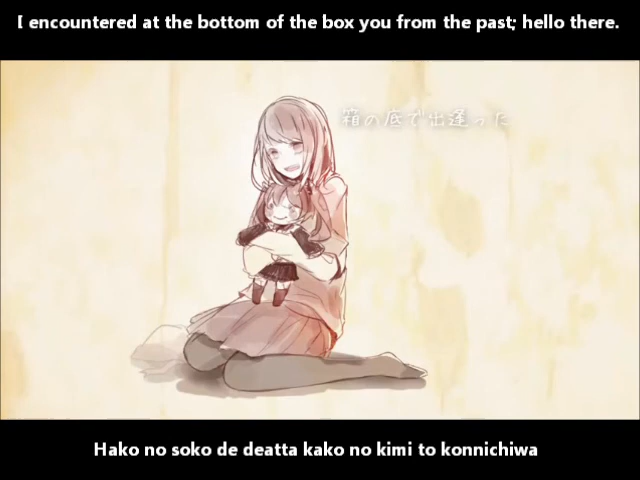 I encountered at the bottom of the box you from the past; hello there.
箱の底で出逢った
Hako no soko de deatta kako no kimi to konnichiwa